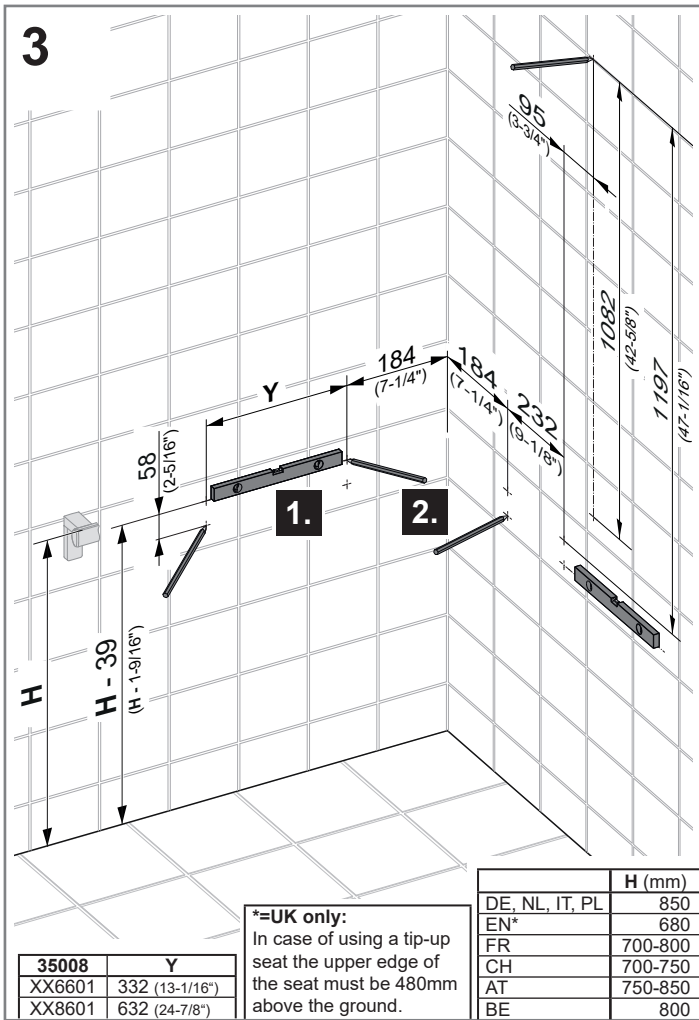 3
95
(3-3/4")
1082
(42-5/8")
1197
(47-1/16")
184
(7-1/4")
184
(7-1/4")
232
(9-1/8")
Y
58
(2-5/16")
1.
2.
H
H - 39
(H - 1-9/16")
35008 Y
XX6601 332 (13-1/16“)
XX8601 632 (24-7/8“)
*=UK only:
In case of using a tip-up
seat the upper edge of
the seat must be 480mm
above the ground.
H (mm)
DE, NL, IT, PL 850
EN* 680
FR 700-800
CH 700-750
AT 750-850
BE 800